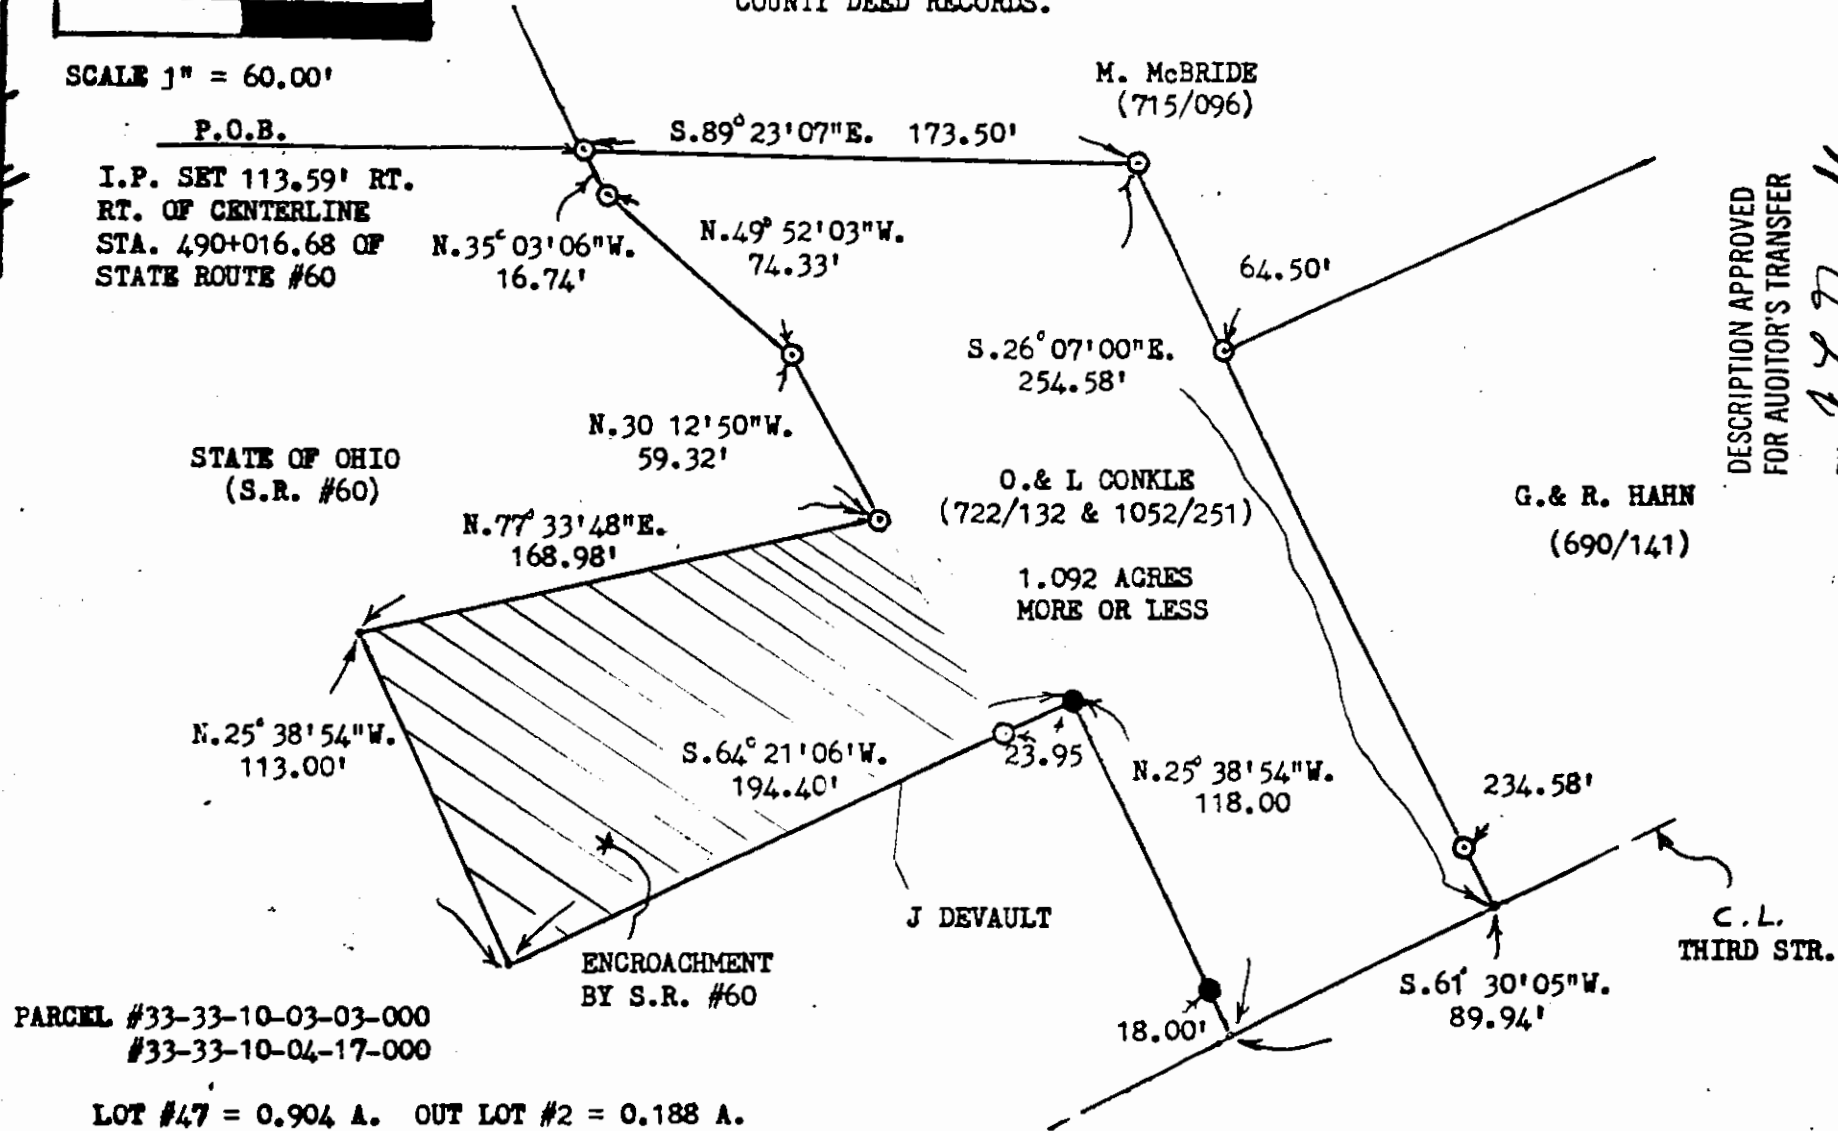 COUNTY DEED RECORDS.
SCALE 1" = 60.00'
M. McBRIDE
(715/096)
P.O.B.
S.89°23'07"E. 173.50'
I.P. SET 113.59' RT.
RT. OF CENTERLINE
STA. 490+016.68 OF
STATE ROUTE #60
N.35°03'06"W.
16.74'
N.49°52'03"W.
74.33'
64.50'
S.26°07'00"E.
254.58'
DESCRIPTION APPROVED
FOR AUDITOR'S TRANSFER
N.30 12'50"W.
59.32'
STATE OF OHIO
(S.R. #60)
O.& L CONKLE
(722/132 & 1052/251)
G.& R. HAHN
(690/141)
N.77°33'48"E.
168.98'
1.092 ACRES
MORE OR LESS
N.25°38'54"W.
113.00'
S.64°21'06'W.
194.40'
23.95
N.25°38'54"W.
118.00
234.58'
J DEVAULT
C.L.
THIRD STR.
ENCROACHMENT
BY S.R. #60
S.61°30'05"W.
89.94'
18.00'
PARCEL #33-33-10-03-03-000
#33-33-10-04-17-000
LOT #47 = 0.904 A. OUT LOT #2 = 0.188 A.